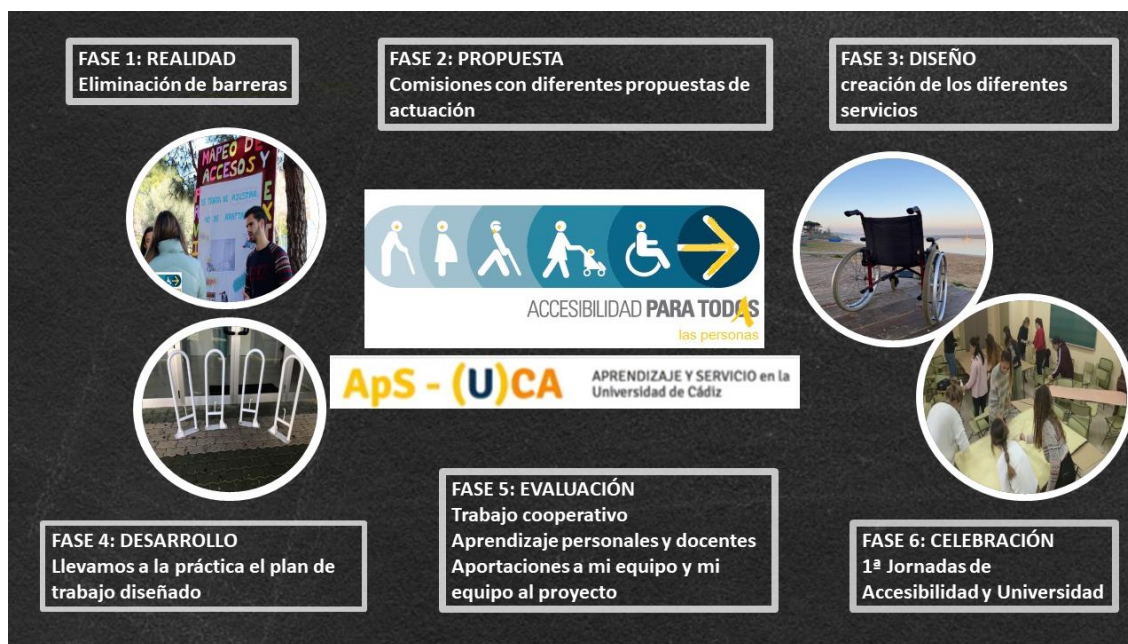 FASE 1: REALIDAD
Eliminación de barreras
FASE 2: PROPUESTA
Comisiones con diferentes propuestas de
actuación
FASE 3: DISEÑO
creación de los diferentes
servicios
MAPEO DE
ACCESOS Y
ACCESIBILIDAD PARA TODAS
las personas
ApS - (U)CA
APRENDIZAJE Y SERVICIO en la
Universidad de Cádiz
FASE 4: DESARROLLO
Llevamos a la práctica el plan de
trabajo diseñado
FASE 5: EVALUACIÓN
Trabajo cooperativo
Aprendizaje personales y docentes
Aportaciones a mi equipo y mi
equipo al proyecto
FASE 6: CELEBRACIÓN
1ª Jornadas de
Accesibilidad y Universidad